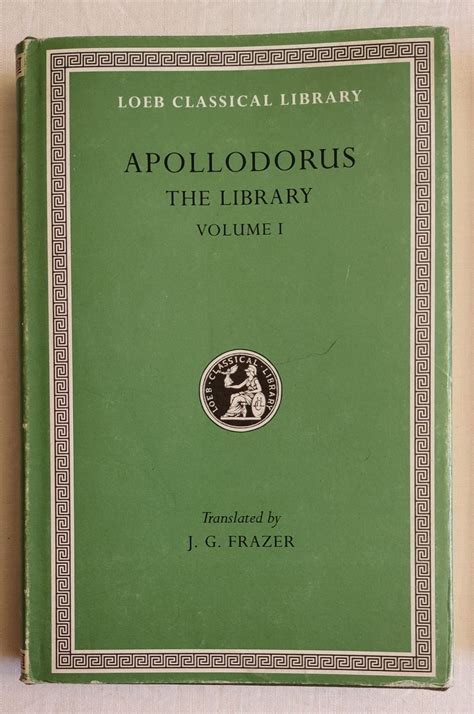 LOEB CLASSICAL LIBRARY
APOLLODORUS
THE LIBRARY
VOLUME I
LOEB·CLASSICAL·LIBRARY
Translated by
J. G. FRAZER